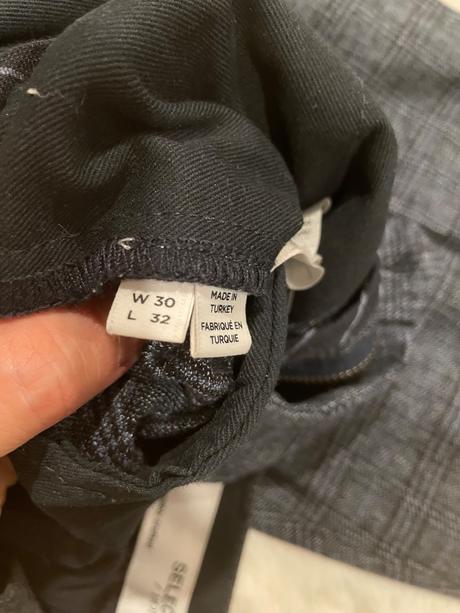 W 30
L 32
MADE IN
TURKEY
FABRIQUÉ EN
TURQUIE
SELEC